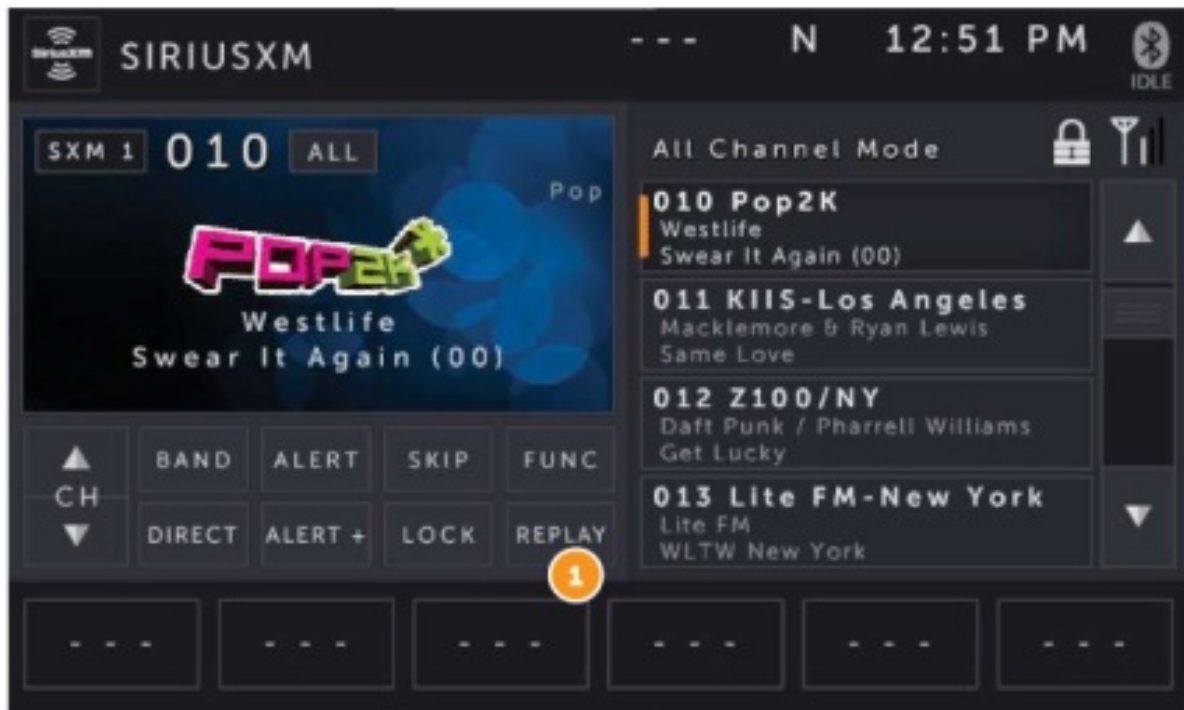 SiriusXM
SIRIUSXM
- - -
N
12:51 PM
IDLE
SXM 1
010
ALL
Pop
POP2K*
Westlife
Swear It Again (00)
CH
BAND
ALERT
SKIP
FUNC
DIRECT
ALERT +
LOCK
REPLAY
1
All Channel Mode
010 Pop2K
Westlife
Swear It Again (00)
011 KIIS-Los Angeles
Macklemore & Ryan Lewis
Same Love
012 Z100/NY
Daft Punk / Pharrell Williams
Get Lucky
013 Lite FM-New York
Lite FM
WLTW New York
- - -
- - -
- - -
- - -
- - -
- - -